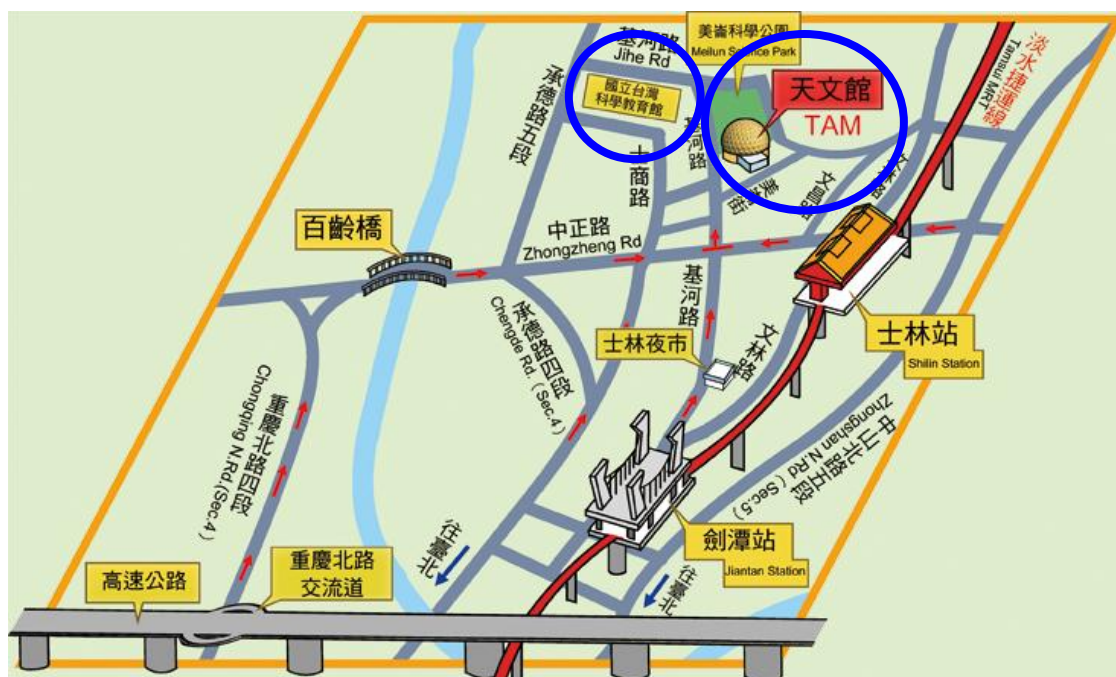 美崙科學公園
Meilun Science Park
基河路
Jihe Rd
國立台灣
科學教育館
天文館
TAM
淡水捷運線
Tamsui MRT
承德路五段
基河路
士商路
美崙街
文昌路
文林路
百齡橋
中正路
Zhongzheng Rd
基河路
承德路四段
Chengde Rd. (Sec.4)
士林夜市
文林路
士林站
Shilin Station
重慶北路四段
Chongqing N.Rd.(Sec.4)
中山北路五段
Zhongshan N.Rd (Sec.5)
劍潭站
Jiantan Station
往臺北
往臺北
高速公路
重慶北路
交流道